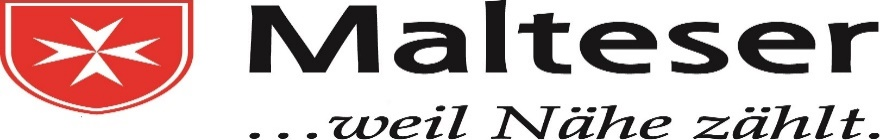 Malteser
...weil Nähe zählt.